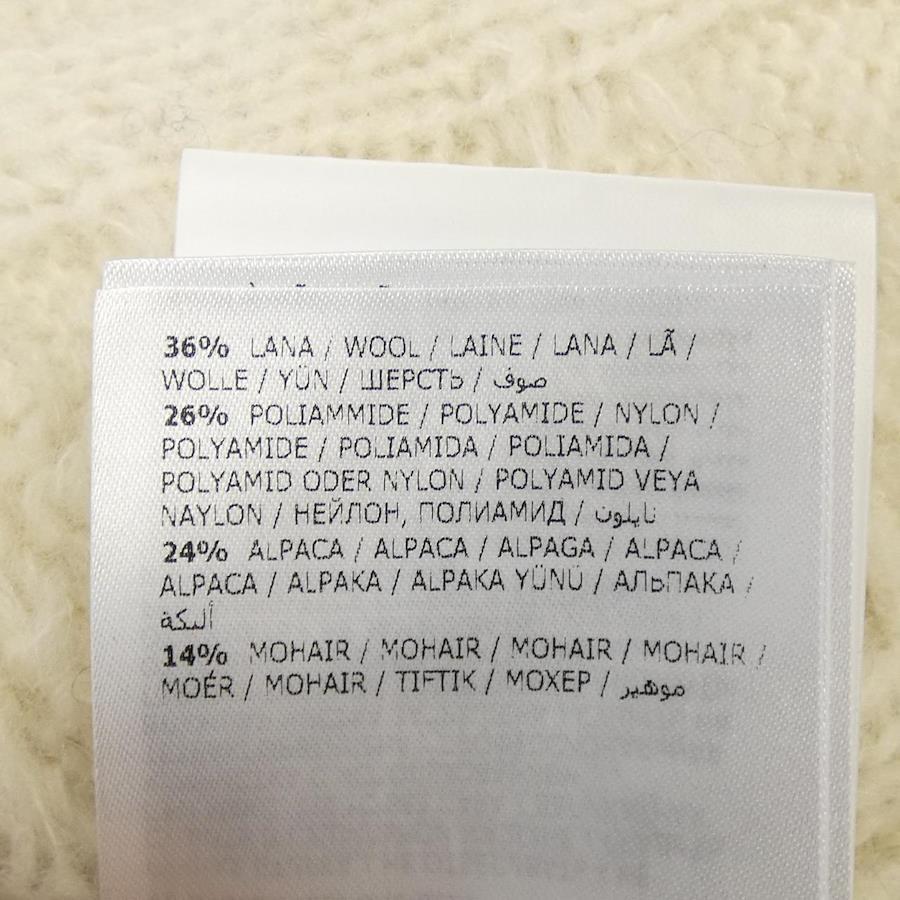 36% LANA / WOOL / LAINE / LANA / LÃ /
WOLLE / YÜN / ШЕРСТЬ / صوف
26% POLIAMMIDE / POLYAMIDE / NYLON /
POLYAMIDE / POLIAMIDA / POLIAMIDA /
POLYAMID ODER NYLON / POLYAMID VEYA
NAYLON / НЕЙЛОН, ПОЛИАМИД / نايلون
24% ALPACA / ALPACA / ALPAGA / ALPACA /
ALPACA / ALPAKA / ALPAKA YÜNÜ / АЛЬПАКА /
ألبكة
14% MOHAIR / MOHAIR / MOHAIR / MOHAIR /
MOÉR / MOHAIR / TIFTIK / МОХЕР / موهير